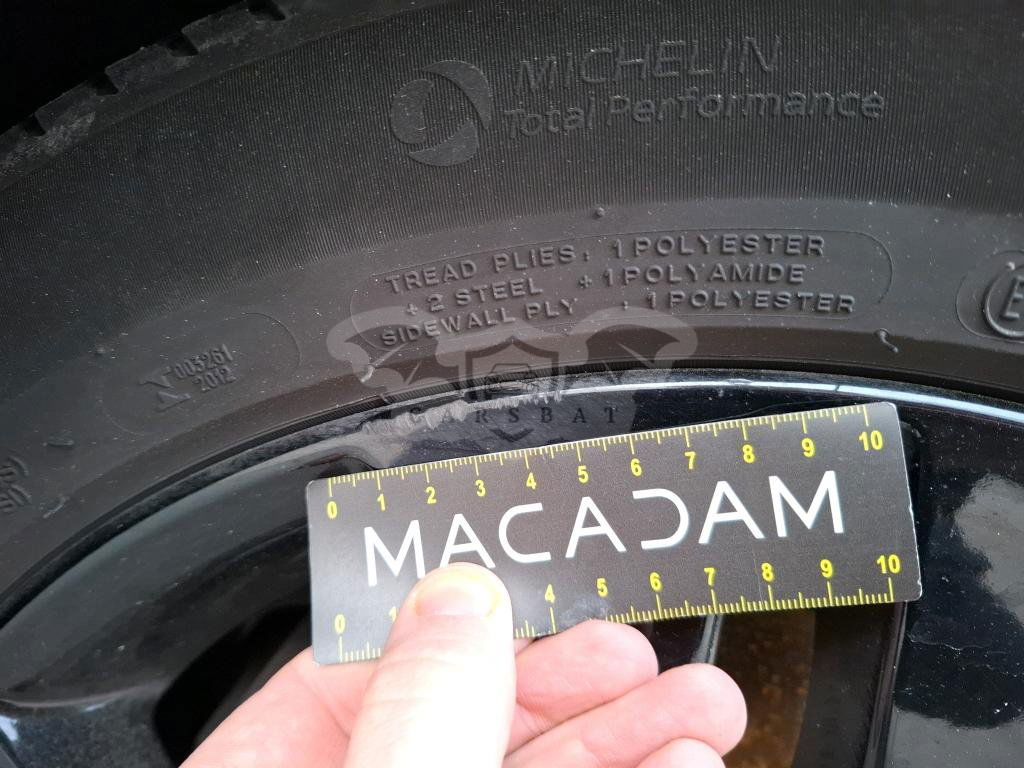 MICHELIN
Total Performance
TREAD PLIES: 1 POLYESTER
+ 2 STEEL + 1 POLYAMIDE
SIDEWALL PLY : 1 POLYESTER
E
N 003261
2012
CARSBAT
0 1 2 3 4 5 6 7 8 9 10
MACADAM
0 1 4 5 6 7 8 9 10